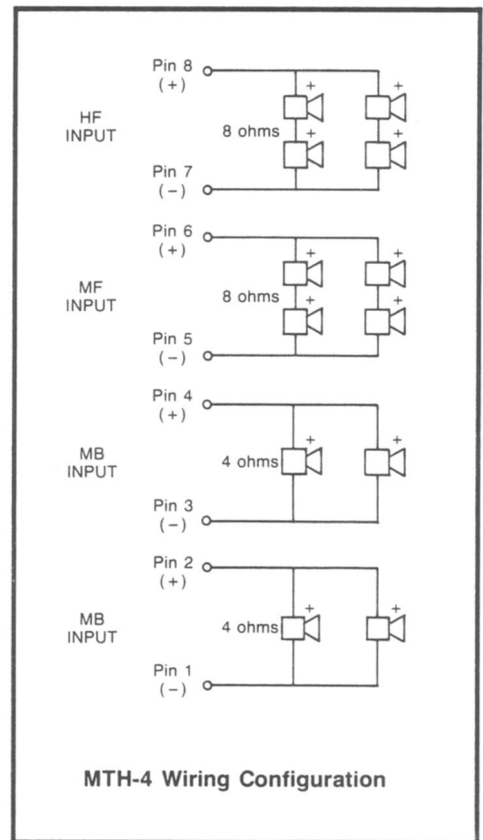 Pin 8
(+)
HF
INPUT
8 ohms
+
+
+
+
Pin 7
(−)
Pin 6
(+)
MF
INPUT
8 ohms
+
+
+
+
Pin 5
(−)
Pin 4
(+)
MB
INPUT
4 ohms
+
+
Pin 3
(−)
Pin 2
(+)
MB
INPUT
4 ohms
+
+
Pin 1
(−)
MTH-4 Wiring Configuration